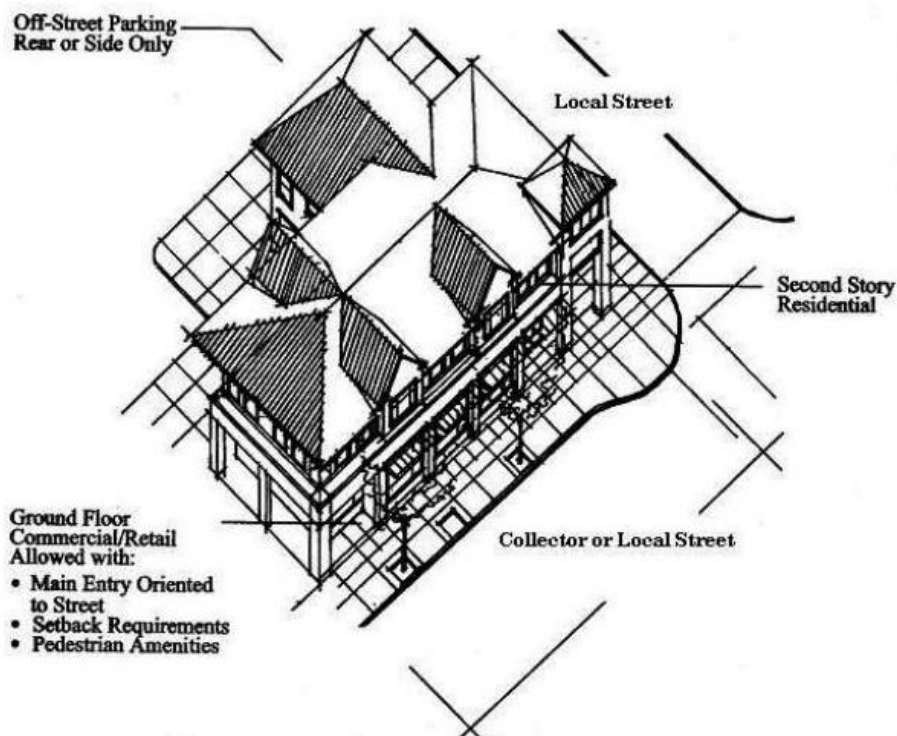 Off-Street Parking
Rear or Side Only
Local Street
Second Story
Residential
Ground Floor
Commercial/Retail
Allowed with:
• Main Entry Oriented
to Street
• Setback Requirements
• Pedestrian Amenities
Collector or Local Street